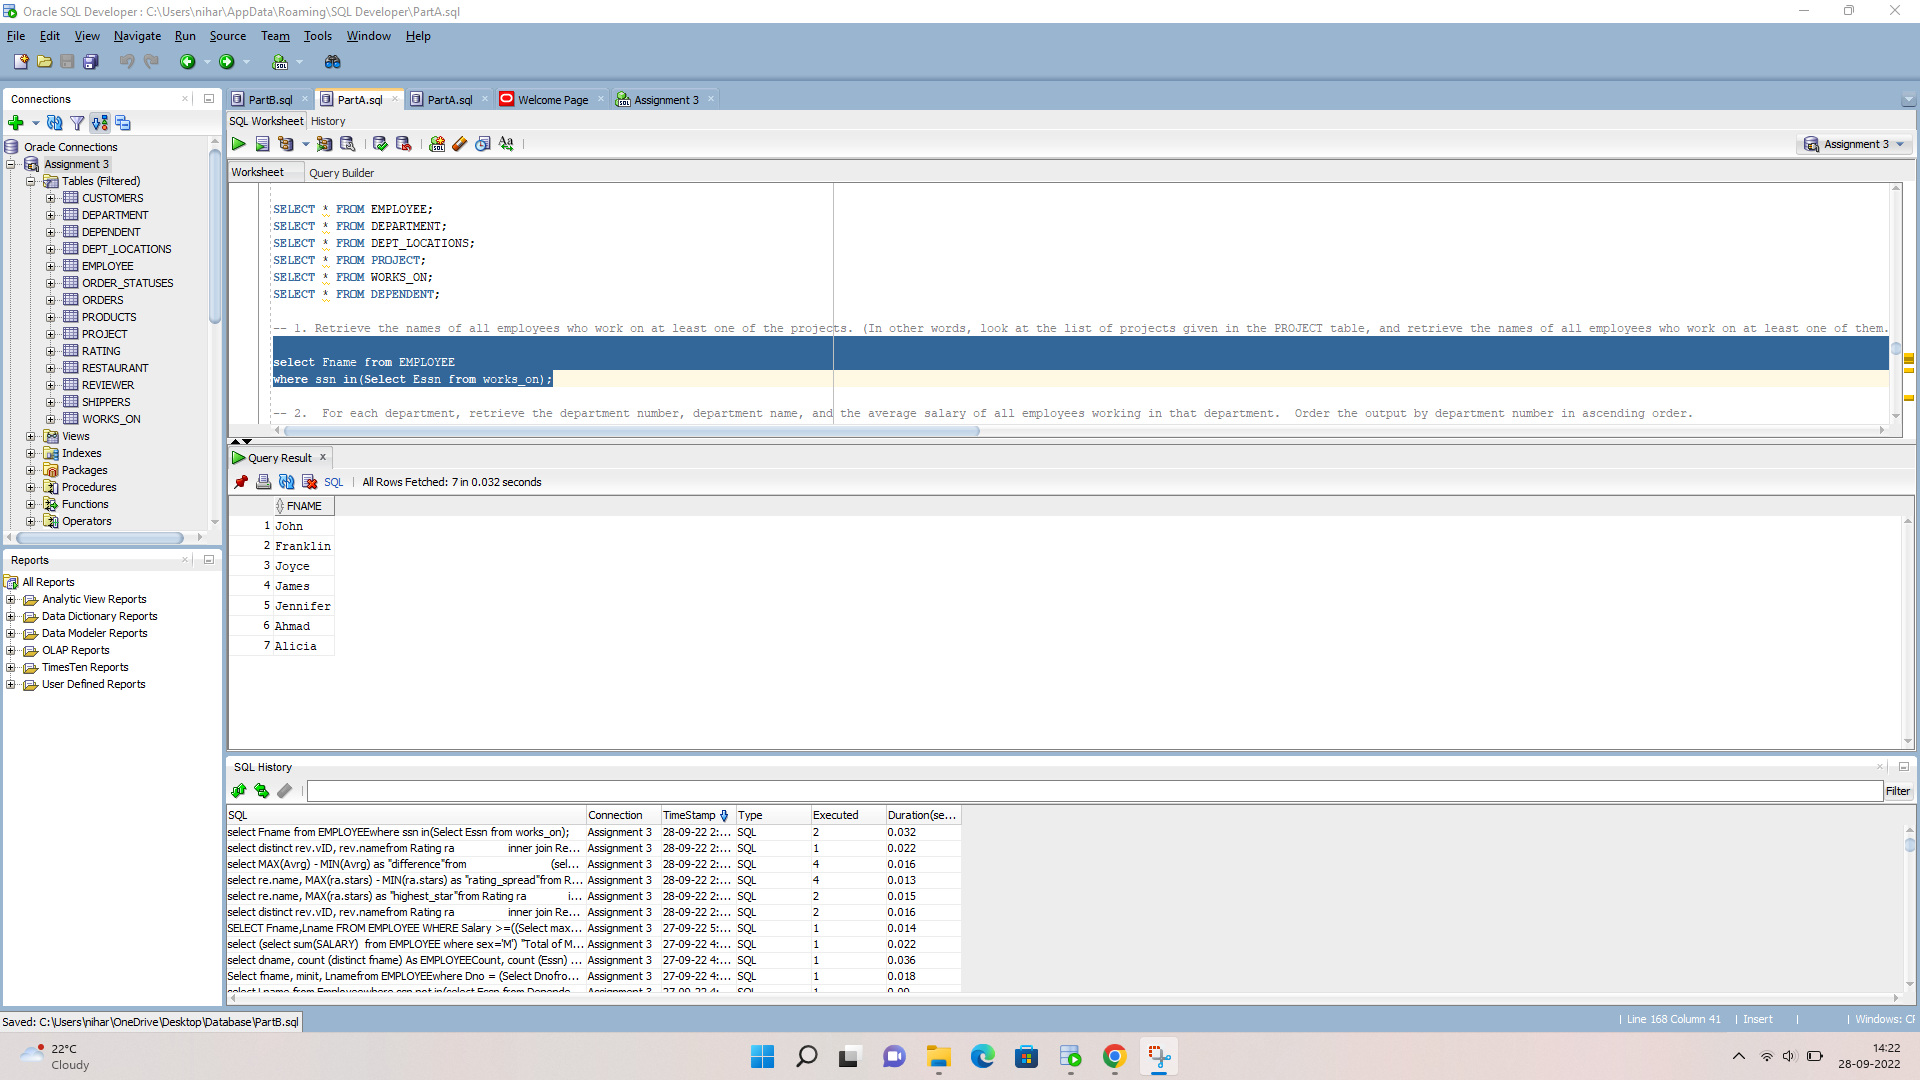 Oracle SQL Developer : C:\Users\nihar\AppData\Roaming\SQL Developer\PartA.sql
File Edit View Navigate Run Source Team Tools Window Help
Connections
PartB.sql PartA.sql PartA.sql Welcome Page Assignment 3
SQL Worksheet History
Assignment 3
Worksheet Query Builder
Oracle Connections
Assignment 3
Tables (Filtered)
CUSTOMERS
DEPARTMENT
DEPENDENT
DEPT_LOCATIONS
EMPLOYEE
ORDER_STATUSES
ORDERS
PRODUCTS
PROJECT
RATING
RESTAURANT
REVIEWER
SHIPPERS
WORKS_ON
Views
Indexes
Packages
Procedures
Functions
Operators
SELECT * FROM EMPLOYEE;
SELECT * FROM DEPARTMENT;
SELECT * FROM DEPT_LOCATIONS;
SELECT * FROM PROJECT;
SELECT * FROM WORKS_ON;
SELECT * FROM DEPENDENT;
-- 1. Retrieve the names of all employees who work on at least one of the projects. (In other words, look at the list of projects given in the PROJECT table, and retrieve the names of all employees who work on at least one of them.
select Fname from EMPLOYEE
where ssn in(Select Essn from works_on);
-- 2. For each department, retrieve the department number, department name, and the average salary of all employees working in that department. Order the output by department number in ascending order.
Query Result
SQL All Rows Fetched: 7 in 0.032 seconds
FNAME
1 John
2 Franklin
3 Joyce
4 James
5 Jennifer
6 Ahmad
7 Alicia
Reports
All Reports
Analytic View Reports
Data Dictionary Reports
Data Modeler Reports
OLAP Reports
TimesTen Reports
User Defined Reports
SQL History
Filter
SQL Connection TimeStamp Type Executed Duration(se...
select Fname from EMPLOYEEwhere ssn in(Select Essn from works_on); Assignment 3 28-09-22 2:... SQL 2 0.032
select distinct rev.vID, rev.namefrom Rating ra inner join Re... Assignment 3 28-09-22 2:... SQL 1 0.022
select MAX(Avrg) - MIN(Avrg) as "difference"from (sel... Assignment 3 28-09-22 2:... SQL 4 0.016
select re.name, MAX(ra.stars) - MIN(ra.stars) as "rating_spread"from R... Assignment 3 28-09-22 2:... SQL 4 0.013
select re.name, MAX(ra.stars) as "highest_star"from Rating ra i... Assignment 3 28-09-22 2:... SQL 2 0.015
select distinct rev.vID, rev.namefrom Rating ra inner join Re... Assignment 3 28-09-22 2:... SQL 2 0.016
SELECT Fname,Lname FROM EMPLOYEE WHERE Salary >=((Select max... Assignment 3 27-09-22 5:... SQL 1 0.014
select (select sum(SALARY) from EMPLOYEE where sex='M') "Total of M... Assignment 3 27-09-22 4:... SQL 1 0.022
select dname, count (distinct fname) As EMPLOYEECount, count (Essn) ... Assignment 3 27-09-22 4:... SQL 1 0.036
Select fname, minit, Lnamefrom EMPLOYEEwhere Dno = (Select Dnofro... Assignment 3 27-09-22 4:... SQL 1 0.018
Saved: C:\Users\nihar\OneDrive\Desktop\Database\PartB.sql
Line 168 Column 41 Insert Windows: CR
22°C
Cloudy
14:22
28-09-2022